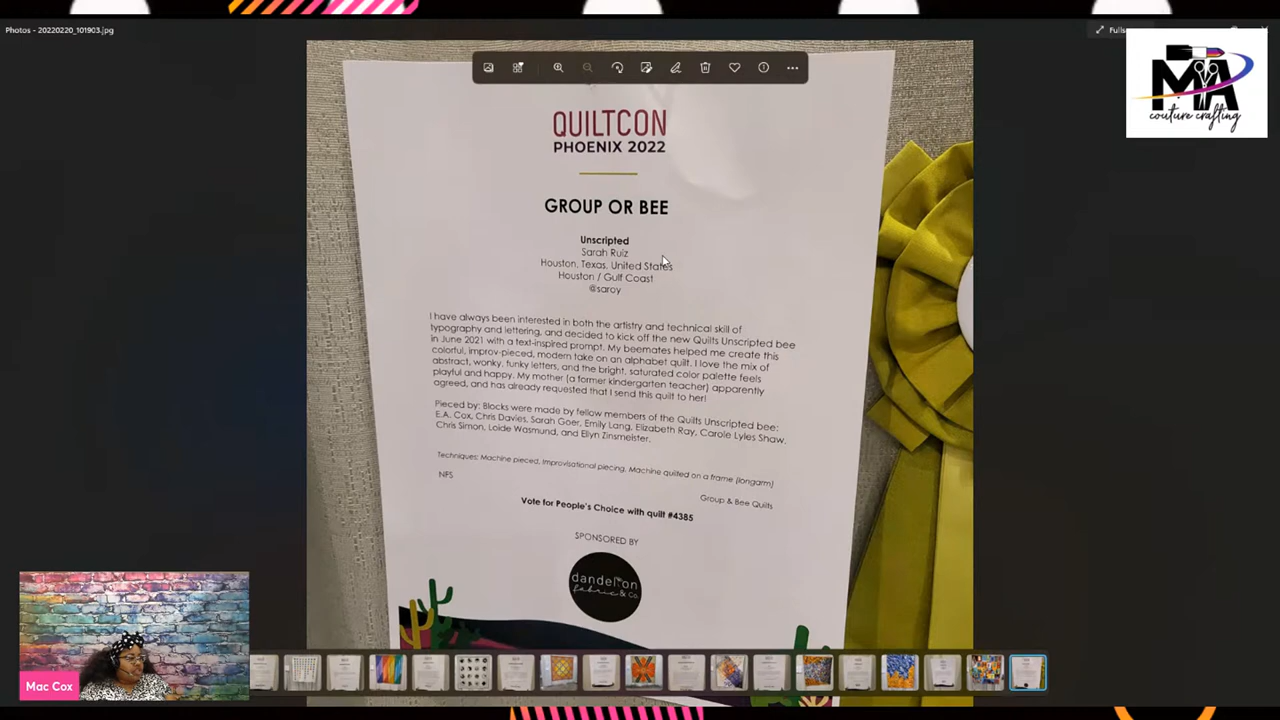 Photos - 20220220_101903.jpg
Fulls
MA
couture crafting
QUILTCON
PHOENIX 2022
GROUP OR BEE
Unscripted
Sarah Ruiz
Houston, Texas, United States
Houston / Gulf Coast
@saroy
I have always been interested in both the artistry and technical skill of
typography and lettering, and decided to kick off the new Quilts Unscripted bee
in June 2021 with a text-inspired prompt. My beemates helped me create this
colorful, improv-pieced, modern take on an alphabet quilt. I love the mix of
abstract, wonky, funky letters, and the bright, saturated color palette feels
playful and happy. My mother (a former kindergarten teacher) apparently
agreed, and has already requested that I send this quilt to her!
Pieced by: Blocks were made by fellow members of the Quilts Unscripted bee:
E.A. Cox, Chris Davies, Sarah Goer, Emily Lang, Elizabeth Ray, Carole Lyles Shaw,
Chris Simon, Loide Wasmund, and Ellyn Zinsmeister.
Techniques: Machine pieced, Improvisational piecing, Machine quilted on a frame (longarm)
NFS
Group & Bee Quilts
Vote for People's Choice with quilt #4385
SPONSORED BY
dandelion
fabric & Co.
Mac Cox